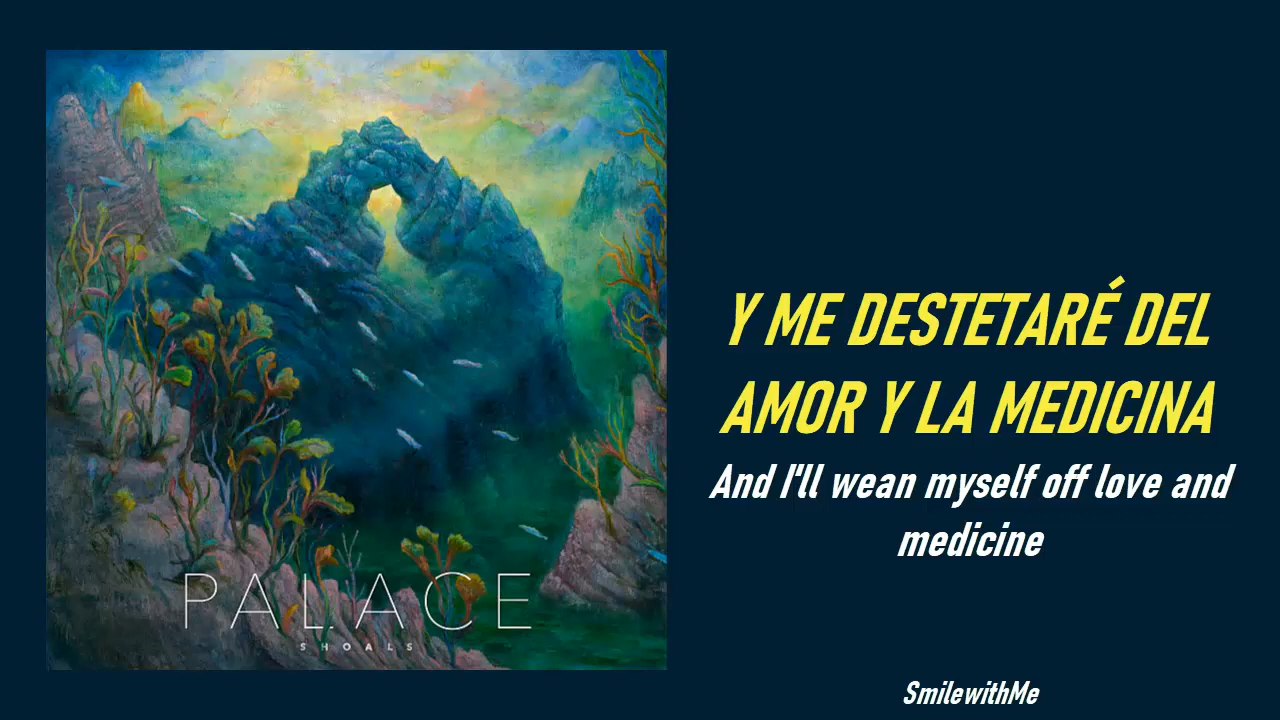 PALACE
SHOALS
Y ME DESTETARÉ DEL
AMOR Y LA MEDICINA
And I'll wean myself off love and
medicine
SmilewithMe